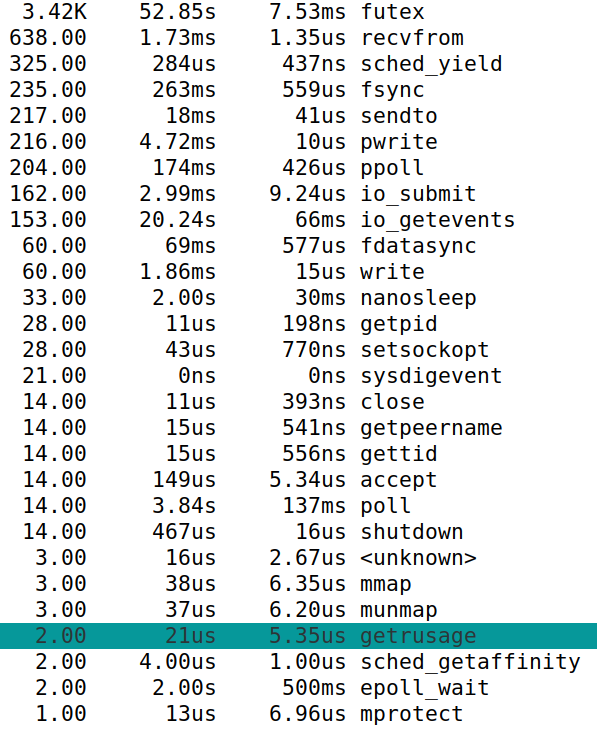 3.42K 52.85s 7.53ms futex
638.00 1.73ms 1.35us recvfrom
325.00 284us 437ns sched_yield
235.00 263ms 559us fsync
217.00 18ms 41us sendto
216.00 4.72ms 10us pwrite
204.00 174ms 426us ppoll
162.00 2.99ms 9.24us io_submit
153.00 20.24s 66ms io_getevents
60.00 69ms 577us fdatasync
60.00 1.86ms 15us write
33.00 2.00s 30ms nanosleep
28.00 11us 198ns getpid
28.00 43us 770ns setsockopt
21.00 0ns 0ns sysdigevent
14.00 11us 393ns close
14.00 15us 541ns getpeername
14.00 15us 556ns gettid
14.00 149us 5.34us accept
14.00 3.84s 137ms poll
14.00 467us 16us shutdown
3.00 16us 2.67us <unknown>
3.00 38us 6.35us mmap
3.00 37us 6.20us munmap
2.00 21us 5.35us getrusage
2.00 4.00us 1.00us sched_getaffinity
2.00 2.00s 500ms epoll_wait
1.00 13us 6.96us mprotect